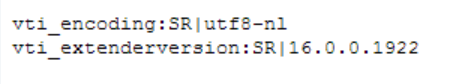 vti_encoding:SR|utf8-nl
vti_extenderversion:SR|16.0.0.1922